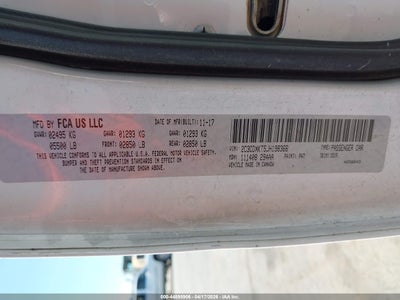 MFD BY FCA US LLC
DATE OF MFR(BUILT): 11-17
GVWR: 02495 KG
GAWR: 01293 KG
GAWR: 01293 KG
05500 LB
FRONT: 02850 LB
REAR: 02850 LB
THIS VEHICLE CONFORMS TO ALL APPLICABLE U.S.A. FEDERAL MOTOR VEHICLE SAFETY,
BUMPER AND THEFT PREVENTION STANDARDS IN EFFECT
ON THE DATE OF MANUFACTURE SHOWN ABOVE.
MADE IN CANADA
TYPE: PASSENGER CAR
PAINT: PW7